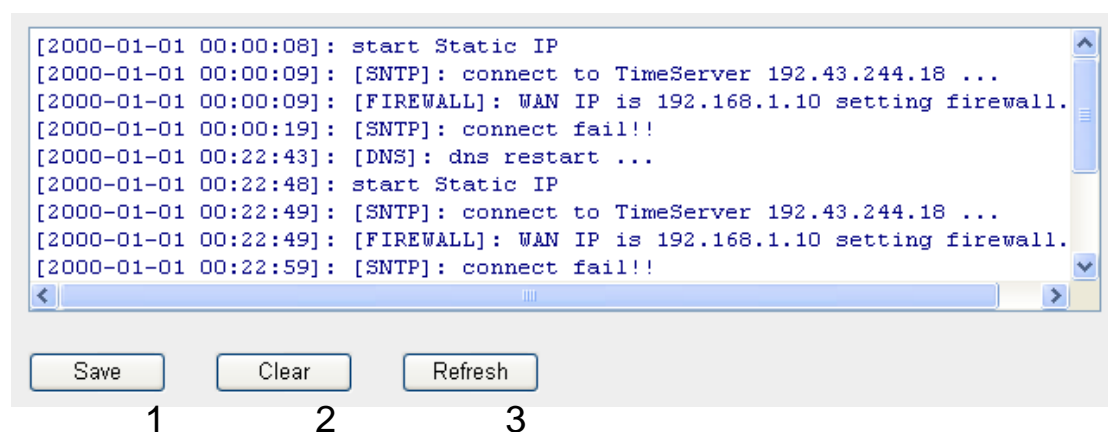 [2000-01-01 00:00:08]: start Static IP
[2000-01-01 00:00:09]: [SNTP]: connect to TimeServer 192.43.244.18 ...
[2000-01-01 00:00:09]: [FIREWALL]: WAN IP is 192.168.1.10 setting firewall.
[2000-01-01 00:00:19]: [SNTP]: connect fail!!
[2000-01-01 00:22:43]: [DNS]: dns restart ...
[2000-01-01 00:22:48]: start Static IP
[2000-01-01 00:22:49]: [SNTP]: connect to TimeServer 192.43.244.18 ...
[2000-01-01 00:22:49]: [FIREWALL]: WAN IP is 192.168.1.10 setting firewall.
[2000-01-01 00:22:59]: [SNTP]: connect fail!!
Save Clear Refresh
1 2 3